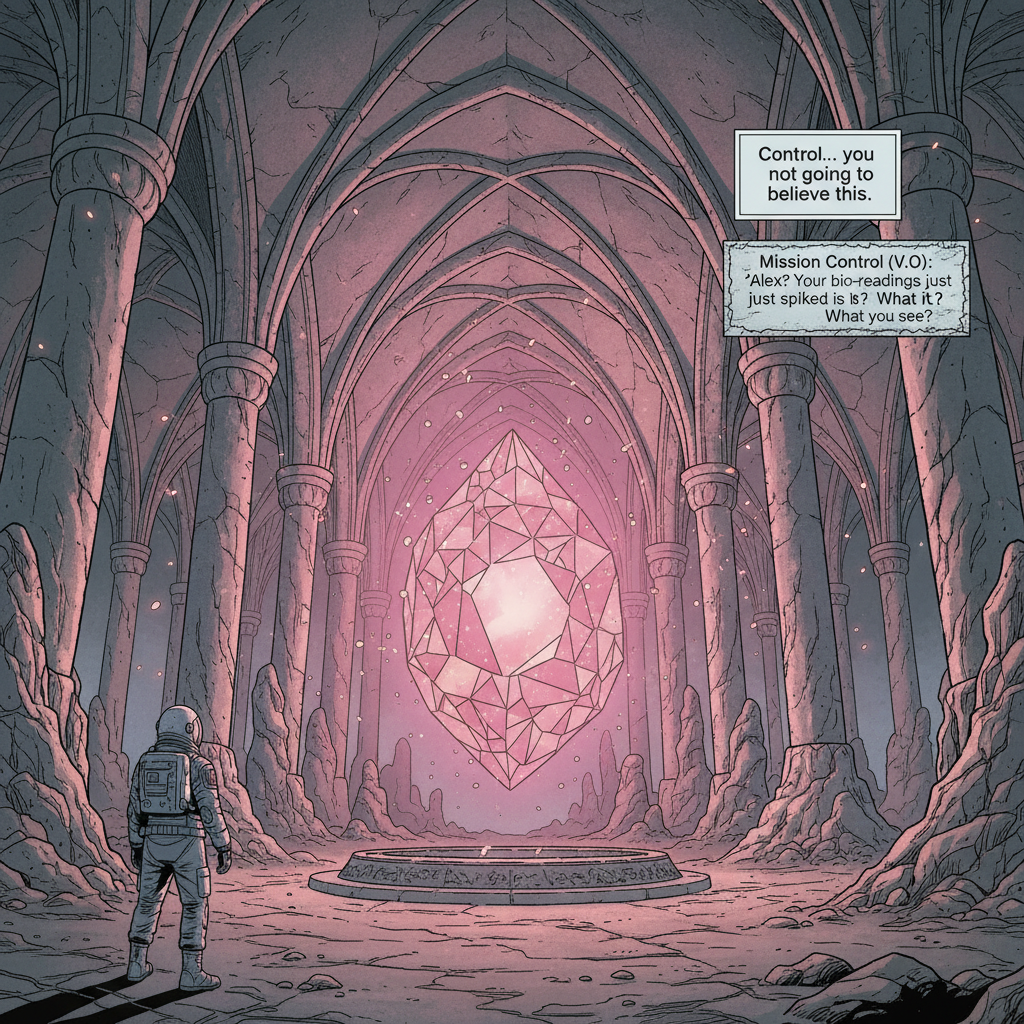 Control... you
not going to
believe this.
Mission Control (V.O):
"Alex? Your bio-readings just
just spiked is is? What it?
What you see?